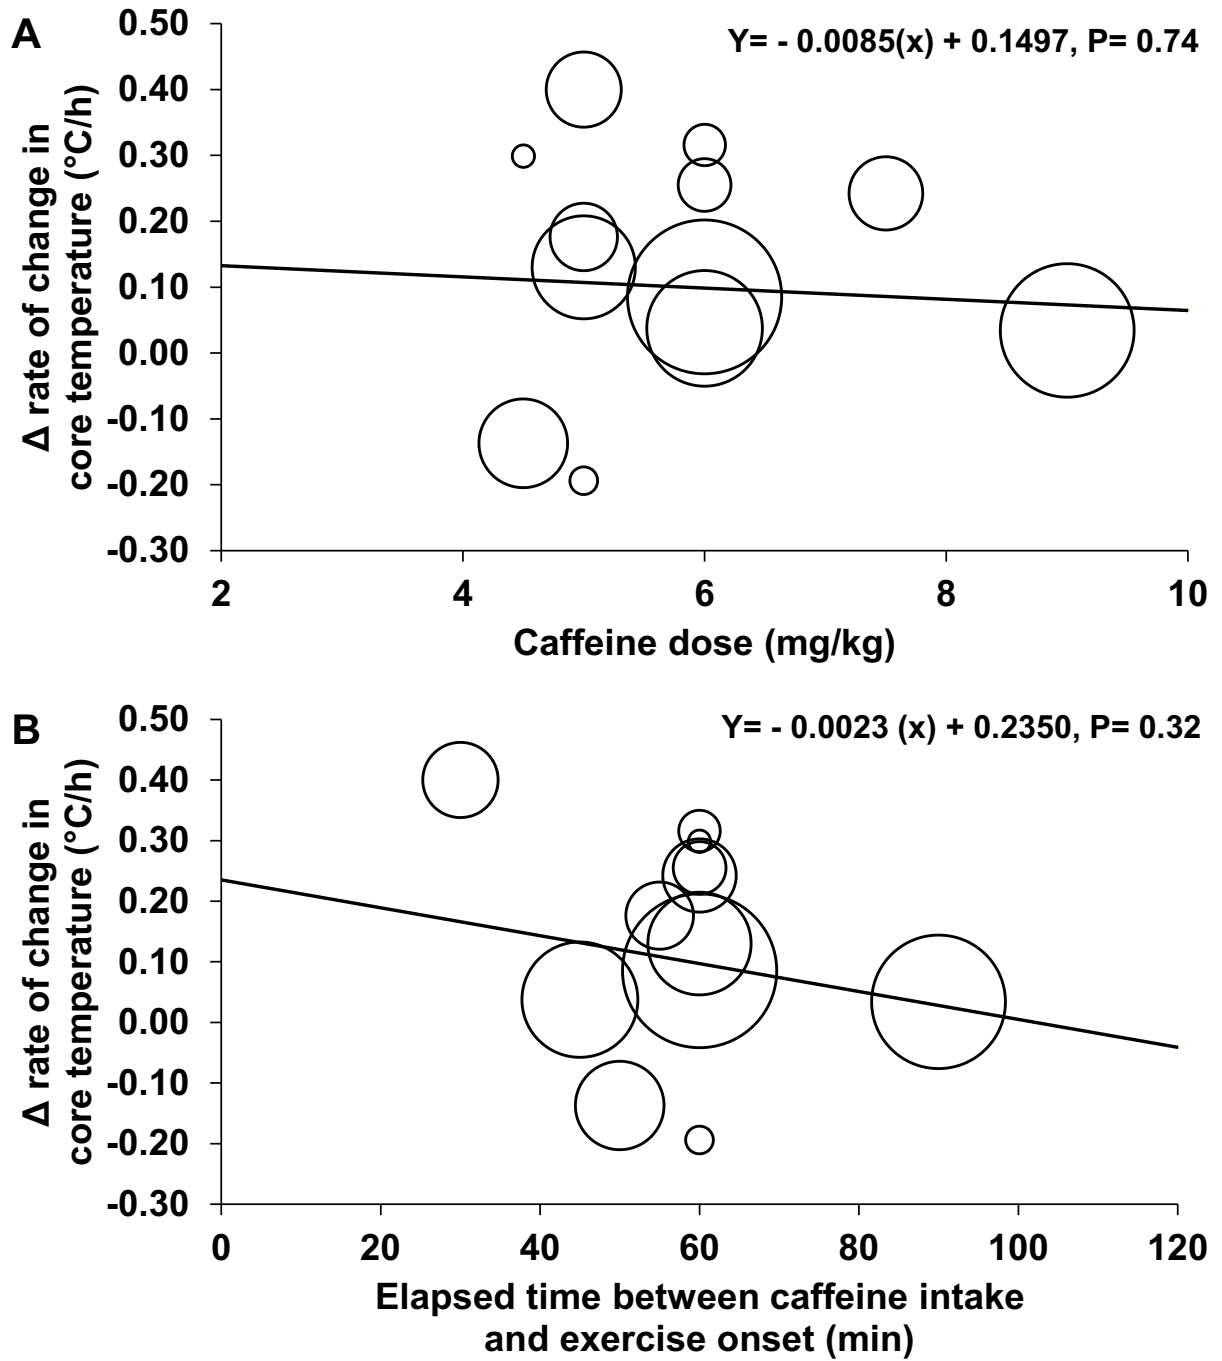 A
Y= - 0.0085(x) + 0.1497, P= 0.74
Δ rate of change in
core temperature (°C/h)
0.50
0.40
0.30
0.20
0.10
0.00
-0.10
-0.20
-0.30
2 4 6 8 10
Caffeine dose (mg/kg)
B
Y= - 0.0023 (x) + 0.2350, P= 0.32
Δ rate of change in
core temperature (°C/h)
0.50
0.40
0.30
0.20
0.10
0.00
-0.10
-0.20
-0.30
0 20 40 60 80 100 120
Elapsed time between caffeine intake
and exercise onset (min)